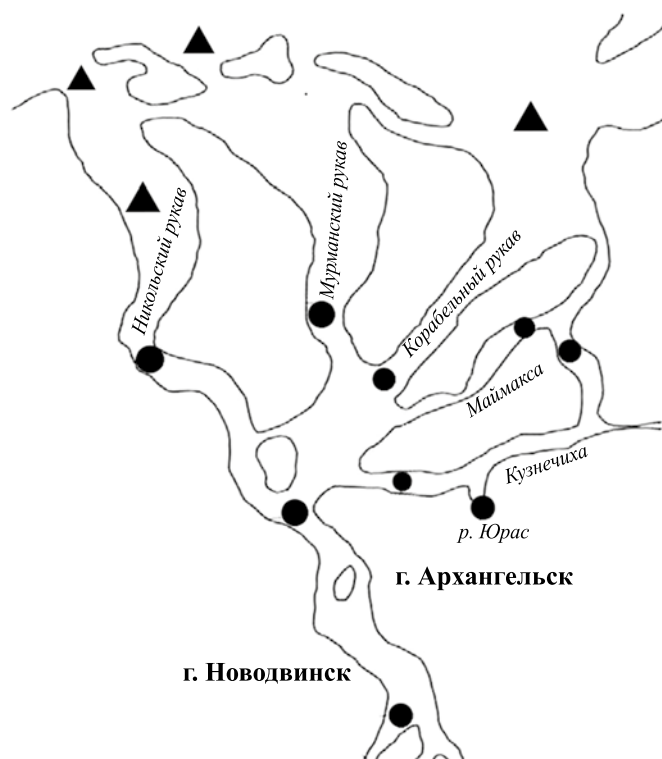 Никольский рукав
Мурманский рукав
Корабельный рукав
Маймакса
Кузнечиха
р. Юрас
г. Архангельск
г. Новодвинск